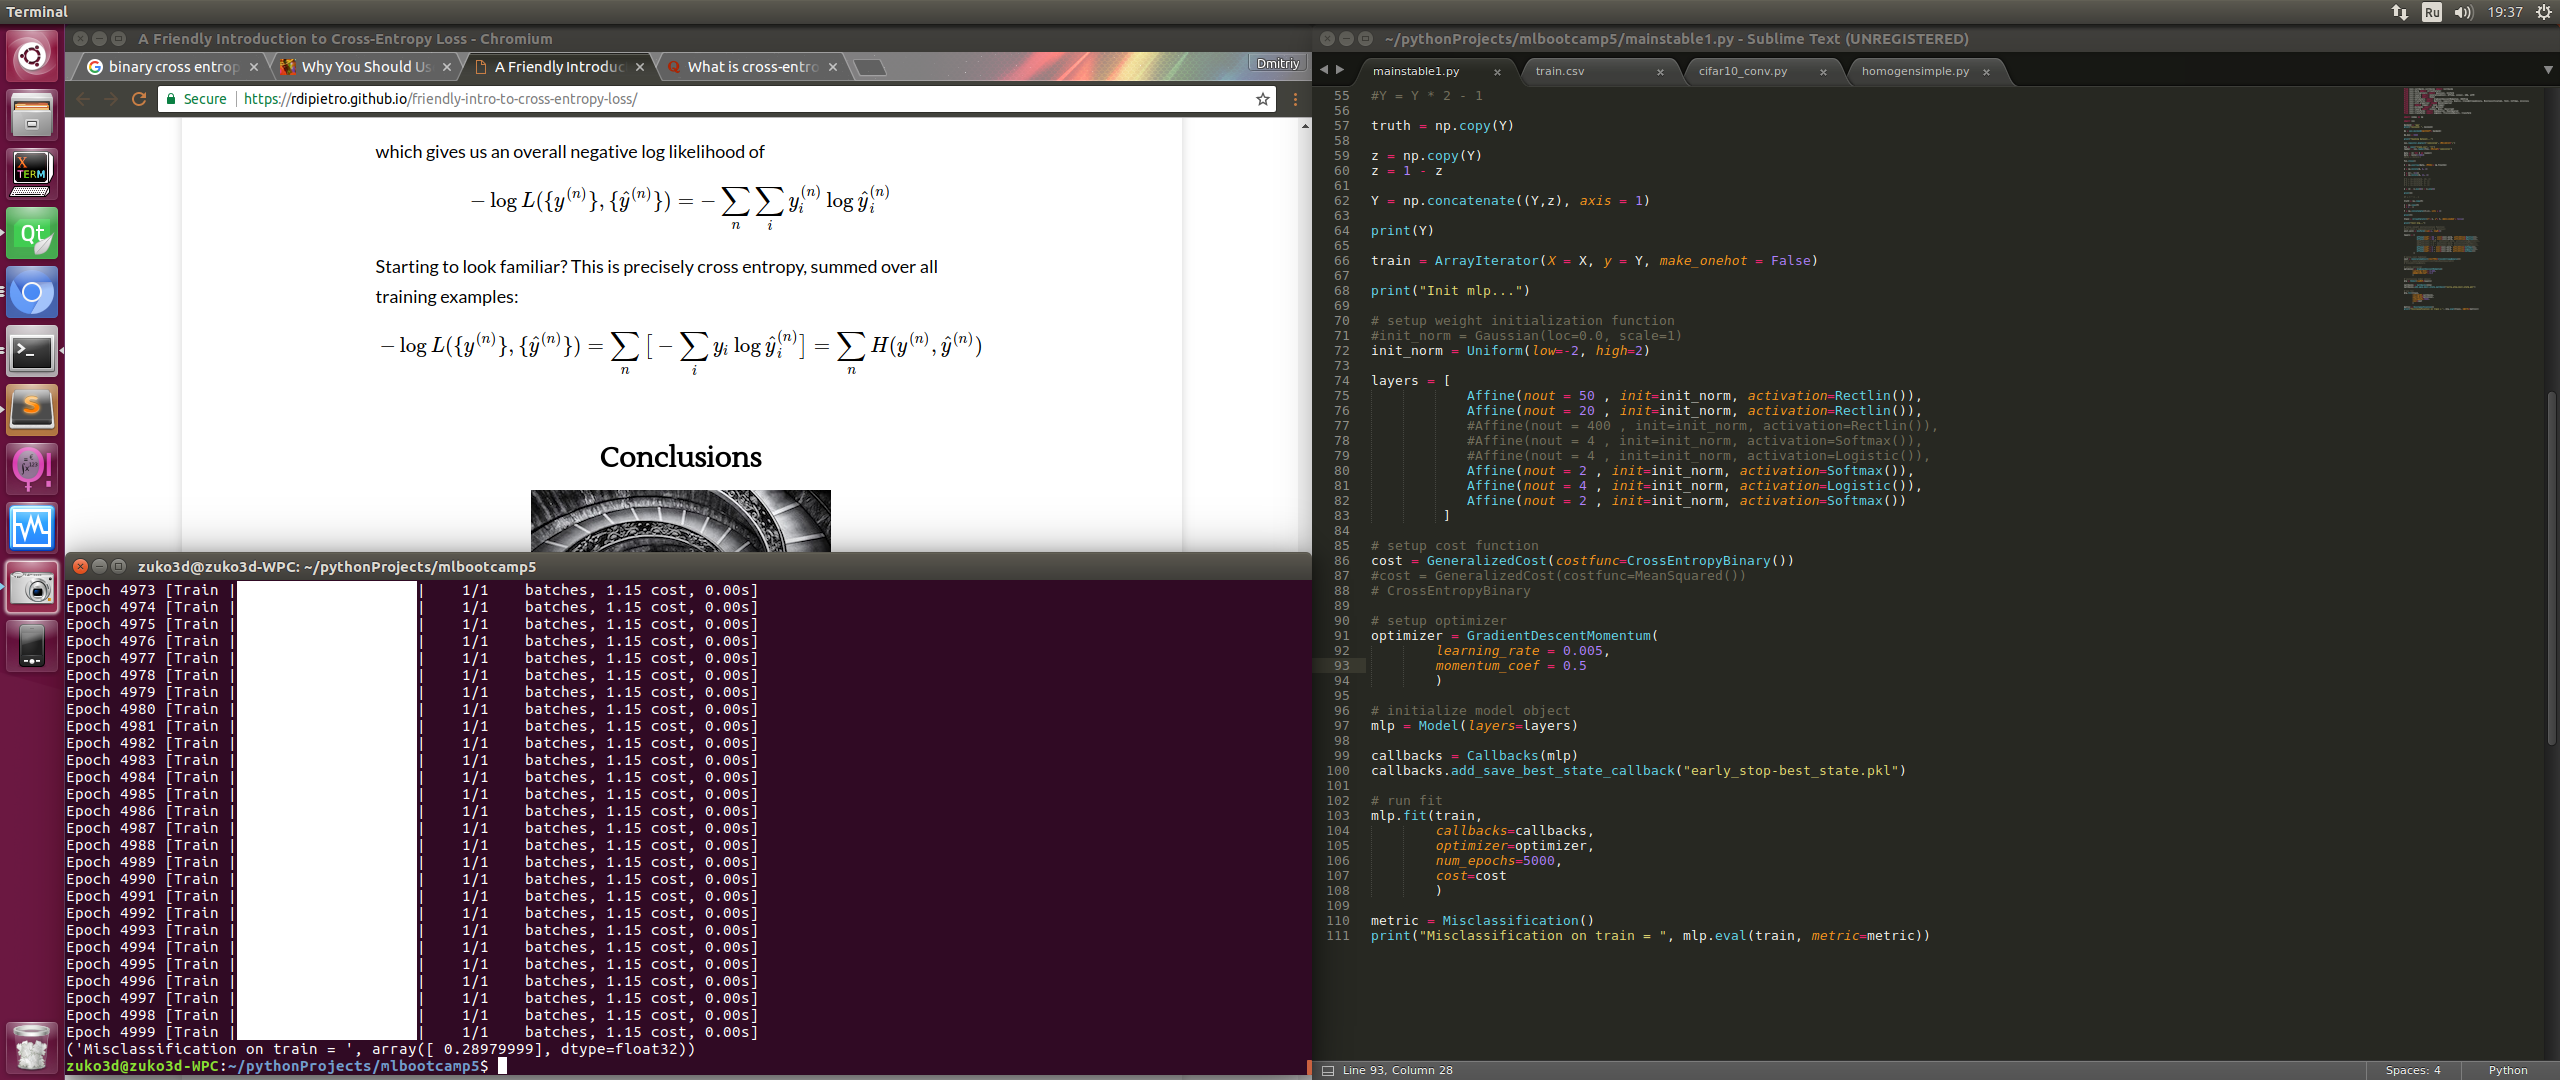 Terminal
Ru
19:37
A Friendly Introduction to Cross-Entropy Loss - Chromium
binary cross entrop
Why You Should Us
A Friendly Introduc
What is cross-entro
Dmitriy
Secure
https://rdipietro.github.io/friendly-intro-to-cross-entropy-loss/
which gives us an overall negative log likelihood of
− log L({y^(n)}, {ŷ^(n)}) = − ∑_n ∑_i y_i^(n) log ŷ_i^(n)
Starting to look familiar? This is precisely cross entropy, summed over all
training examples:
− log L({y^(n)}, {ŷ^(n)}) = ∑_n [ − ∑_i y_i log ŷ_i^(n) ] = ∑_n H(y^(n), ŷ^(n))
Conclusions
zuko3d@zuko3d-WPC: ~/pythonProjects/mlbootcamp5
Epoch 4973 [Train | | 1/1 batches, 1.15 cost, 0.00s]
Epoch 4974 [Train | | 1/1 batches, 1.15 cost, 0.00s]
Epoch 4975 [Train | | 1/1 batches, 1.15 cost, 0.00s]
Epoch 4976 [Train | | 1/1 batches, 1.15 cost, 0.00s]
Epoch 4977 [Train | | 1/1 batches, 1.15 cost, 0.00s]
Epoch 4978 [Train | | 1/1 batches, 1.15 cost, 0.00s]
Epoch 4979 [Train | | 1/1 batches, 1.15 cost, 0.00s]
Epoch 4980 [Train | | 1/1 batches, 1.15 cost, 0.00s]
Epoch 4981 [Train | | 1/1 batches, 1.15 cost, 0.00s]
Epoch 4982 [Train | | 1/1 batches, 1.15 cost, 0.00s]
Epoch 4983 [Train | | 1/1 batches, 1.15 cost, 0.00s]
Epoch 4984 [Train | | 1/1 batches, 1.15 cost, 0.00s]
Epoch 4985 [Train | | 1/1 batches, 1.15 cost, 0.00s]
Epoch 4986 [Train | | 1/1 batches, 1.15 cost, 0.00s]
Epoch 4987 [Train | | 1/1 batches, 1.15 cost, 0.00s]
Epoch 4988 [Train | | 1/1 batches, 1.15 cost, 0.00s]
Epoch 4989 [Train | | 1/1 batches, 1.15 cost, 0.00s]
Epoch 4990 [Train | | 1/1 batches, 1.15 cost, 0.00s]
Epoch 4991 [Train | | 1/1 batches, 1.15 cost, 0.00s]
Epoch 4992 [Train | | 1/1 batches, 1.15 cost, 0.00s]
Epoch 4993 [Train | | 1/1 batches, 1.15 cost, 0.00s]
Epoch 4994 [Train | | 1/1 batches, 1.15 cost, 0.00s]
Epoch 4995 [Train | | 1/1 batches, 1.15 cost, 0.00s]
Epoch 4996 [Train | | 1/1 batches, 1.15 cost, 0.00s]
Epoch 4997 [Train | | 1/1 batches, 1.15 cost, 0.00s]
Epoch 4998 [Train | | 1/1 batches, 1.15 cost, 0.00s]
Epoch 4999 [Train | | 1/1 batches, 1.15 cost, 0.00s]
('Misclassification on train = ', array([ 0.28979999], dtype=float32))
zuko3d@zuko3d-WPC:~/pythonProjects/mlbootcamp5$
~/pythonProjects/mlbootcamp5/mainstable1.py - Sublime Text (UNREGISTERED)
mainstable1.py
train.csv
cifar10_conv.py
homogensimple.py
55 #Y = Y * 2 - 1
56
57 truth = np.copy(Y)
58
59 z = np.copy(Y)
60 z = 1 - z
61
62 Y = np.concatenate((Y,z), axis = 1)
63
64 print(Y)
65
66 train = ArrayIterator(X = X, y = Y, make_onehot = False)
67
68 print("Init mlp...")
69
70 # setup weight initialization function
71 #init_norm = Gaussian(loc=0.0, scale=1)
72 init_norm = Uniform(low=-2, high=2)
73
74 layers = [
75 Affine(nout = 50 , init=init_norm, activation=Rectlin()),
76 Affine(nout = 20 , init=init_norm, activation=Rectlin()),
77 #Affine(nout = 400 , init=init_norm, activation=Rectlin()),
78 #Affine(nout = 4 , init=init_norm, activation=Softmax()),
79 #Affine(nout = 4 , init=init_norm, activation=Logistic()),
80 Affine(nout = 2 , init=init_norm, activation=Softmax()),
81 Affine(nout = 4 , init=init_norm, activation=Logistic()),
82 Affine(nout = 2 , init=init_norm, activation=Softmax())
83 ]
84
85 # setup cost function
86 cost = GeneralizedCost(costfunc=CrossEntropyBinary())
87 #cost = GeneralizedCost(costfunc=MeanSquared())
88 # CrossEntropyBinary
89
90 # setup optimizer
91 optimizer = GradientDescentMomentum(
92 learning_rate = 0.005,
93 momentum_coef = 0.5
94 )
95
96 # initialize model object
97 mlp = Model(layers=layers)
98
99 callbacks = Callbacks(mlp)
100 callbacks.add_save_best_state_callback("early_stop-best_state.pkl")
101
102 # run fit
103 mlp.fit(train,
104 callbacks=callbacks,
105 optimizer=optimizer,
106 num_epochs=5000,
107 cost=cost
108 )
109
110 metric = Misclassification()
111 print("Misclassification on train = ", mlp.eval(train, metric=metric))
Line 93, Column 28
Spaces: 4
Python